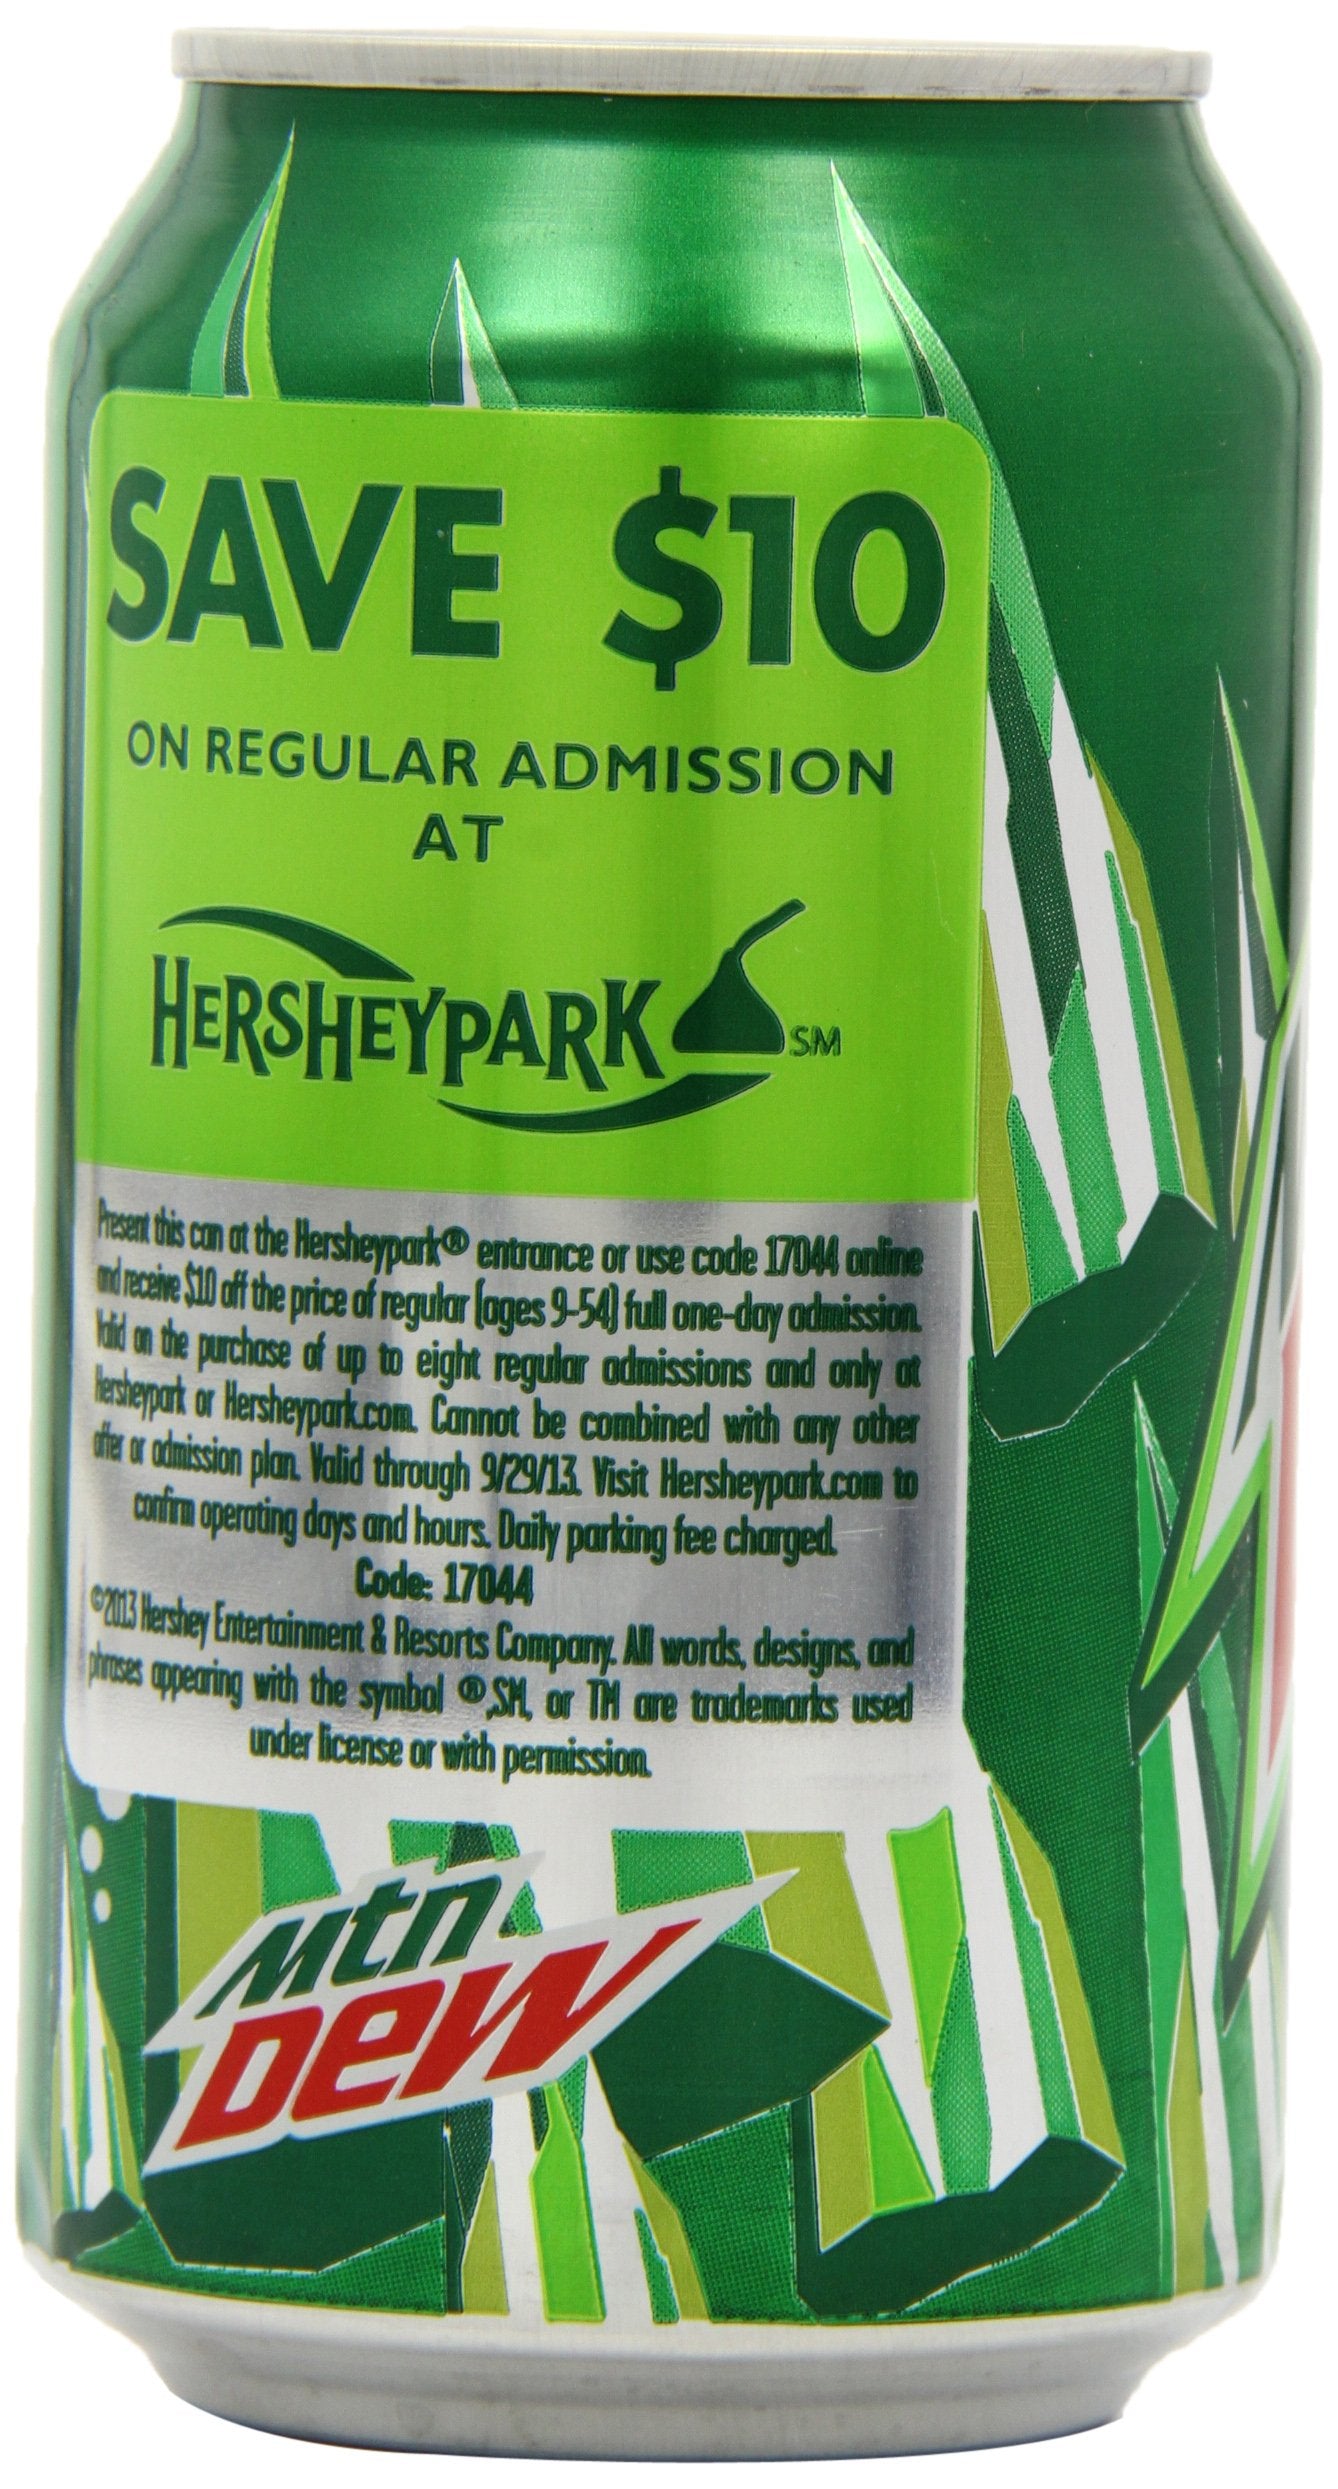 SAVE $10
ON REGULAR ADMISSION
AT
HERSHEYPARK SM
Present this can at the Hersheypark® entrance or use code 17044 online
and receive $10 off the price of regular (ages 9-54) full one-day admission.
Valid on the purchase of up to eight regular admissions and only at
Hersheypark or Hersheypark.com. Cannot be combined with any other
offer or admission plan. Valid through 9/29/13. Visit Hersheypark.com to
confirm operating days and hours. Daily parking fee charged.
Code: 17044
©2013 Hershey Entertainment & Resorts Company. All words, designs, and
phrases appearing with the symbol ®,SM, or TM are trademarks used
under license or with permission.
Mtn
DEW